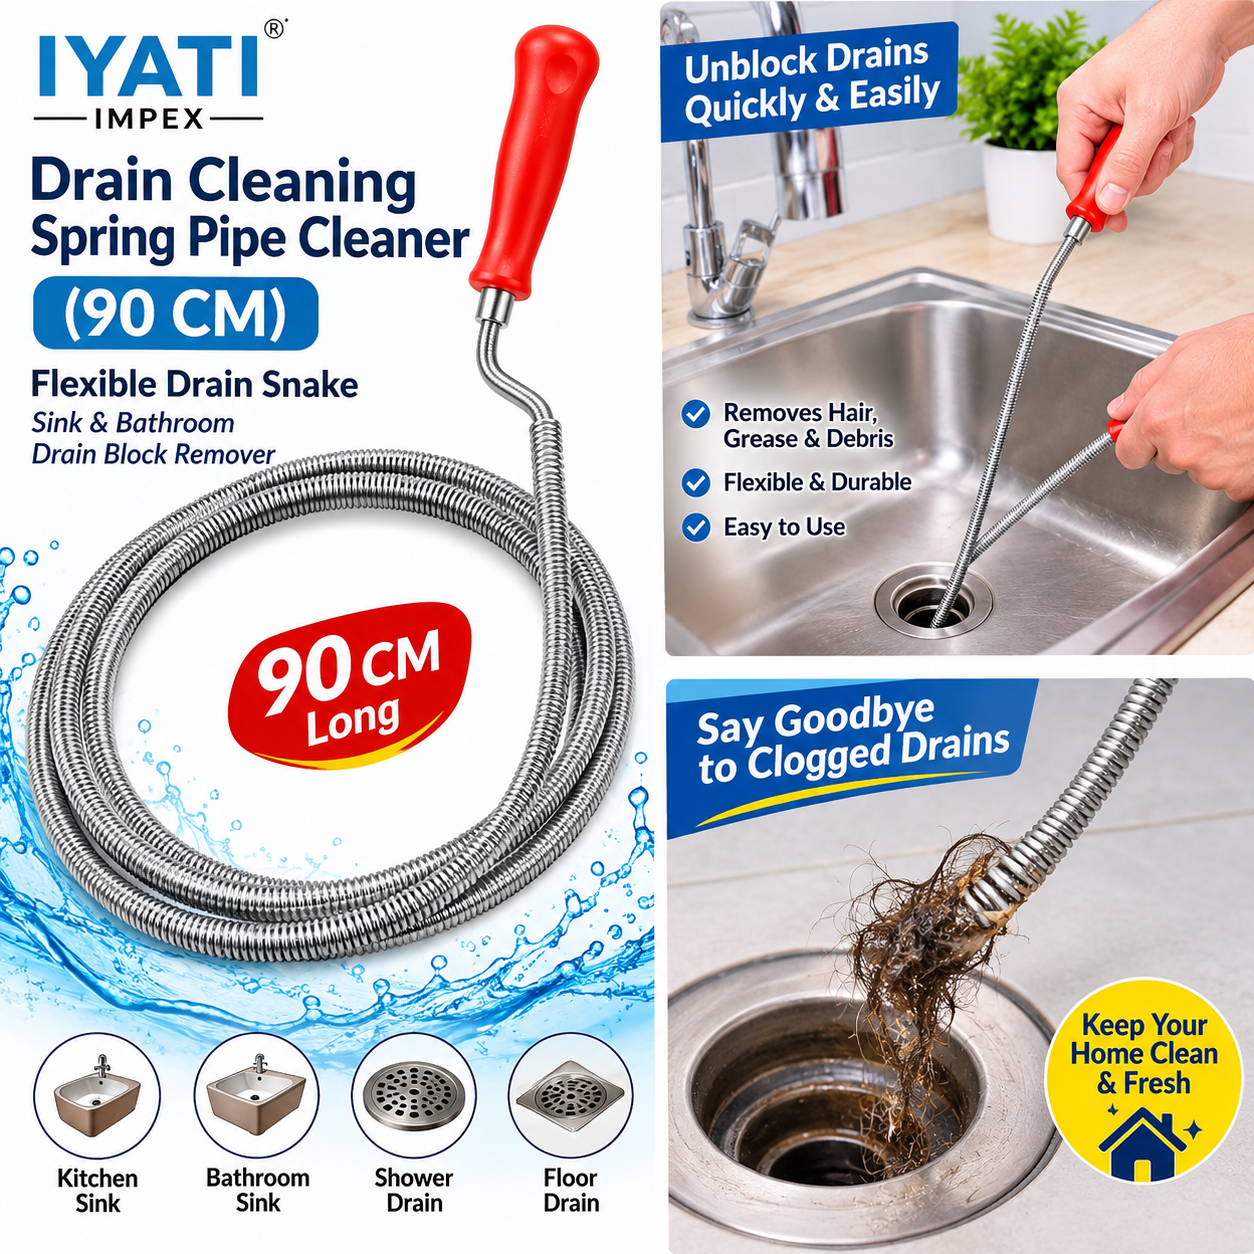 IYATI®
IMPEX
Drain Cleaning
Spring Pipe Cleaner
(90 CM)
Flexible Drain Snake
Sink & Bathroom
Drain Block Remover
90 CM
Long
Kitchen
Sink
Bathroom
Sink
Shower
Drain
Floor
Drain
Unblock Drains
Quickly & Easily
Removes Hair,
Grease & Debris
Flexible & Durable
Easy to Use
Say Goodbye
to Clogged Drains
Keep Your
Home Clean
& Fresh